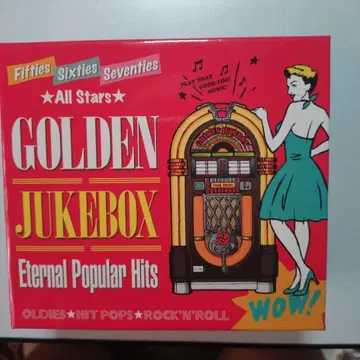 Fifties Sixties Seventies
★All Stars★
PLAY THAT
GOOD TIME
MUSIC!
GOLDEN
JUKEBOX
Eternal Popular Hits
OLDIES★HIT POPS★ROCK'N'ROLL
WOW!